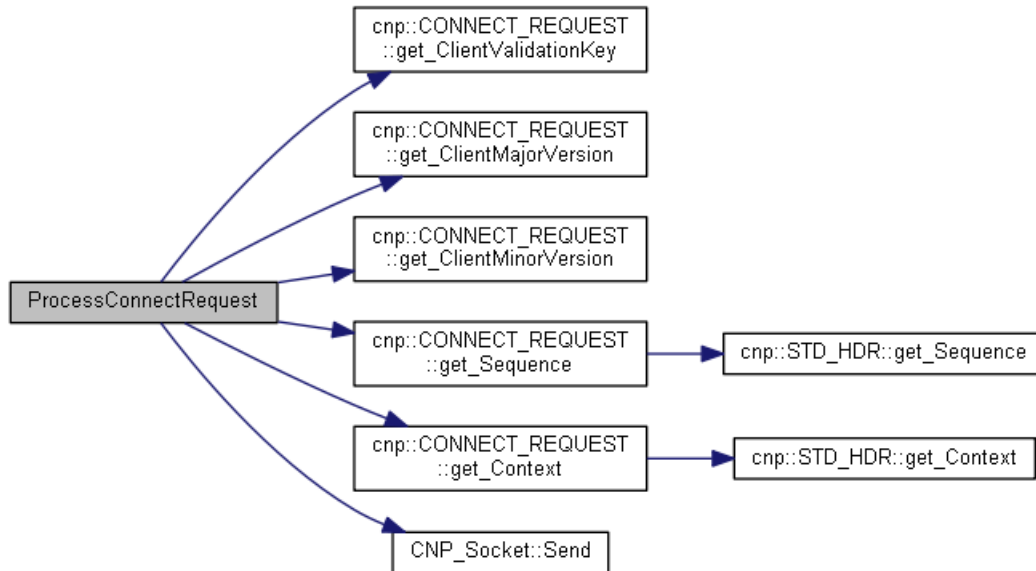 cnp::CONNECT_REQUEST
::get_ClientValidationKey
cnp::CONNECT_REQUEST
::get_ClientMajorVersion
cnp::CONNECT_REQUEST
::get_ClientMinorVersion
ProcessConnectRequest
cnp::CONNECT_REQUEST
::get_Sequence
cnp::STD_HDR::get_Sequence
cnp::CONNECT_REQUEST
::get_Context
cnp::STD_HDR::get_Context
CNP_Socket::Send